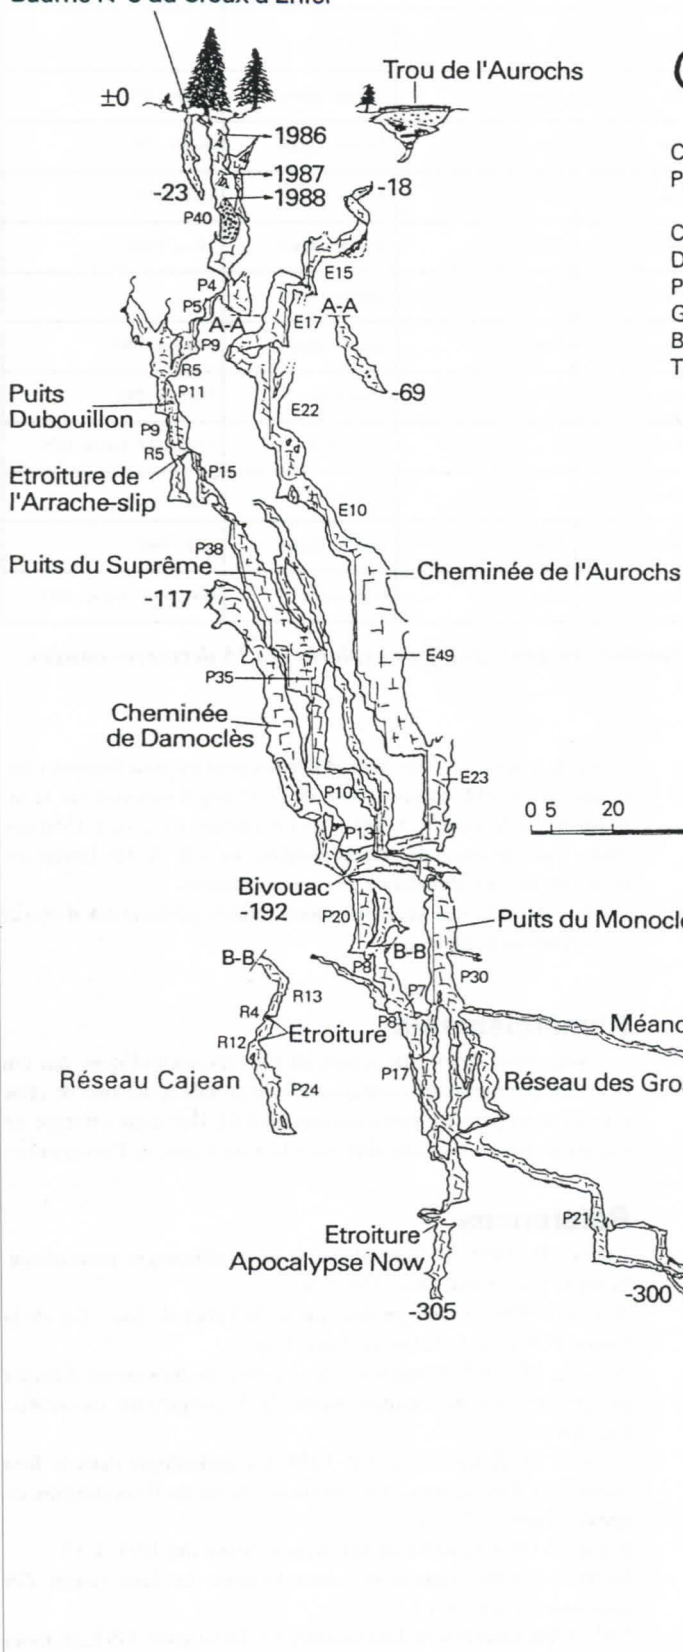 Trou de l'Aurochs
±0
1986
1987
1988
-23
-18
P40
E15
P4
P5
A-A
E17
A-A
P9
R5
-69
Puits
Dubouillon
P11
E22
P9
R5
Etroiture de
l'Arrache-slip
P15
E10
P38
Puits du Suprême
Cheminée de l'Aurochs
-117
E49
P35
Cheminée
de Damoclès
E23
P10
0 5 20
P13
Bivouac
-192
P20
Puits du Monocl
B-B
B-B
P8
P30
R13
P7
R4
Etroiture
P6
Méand
R12
P17
Réseau Cajean
P24
Réseau des Gro
P21
Etroiture
Apocalypse Now
-300
-305
C
P
C
D
P
G
B
T